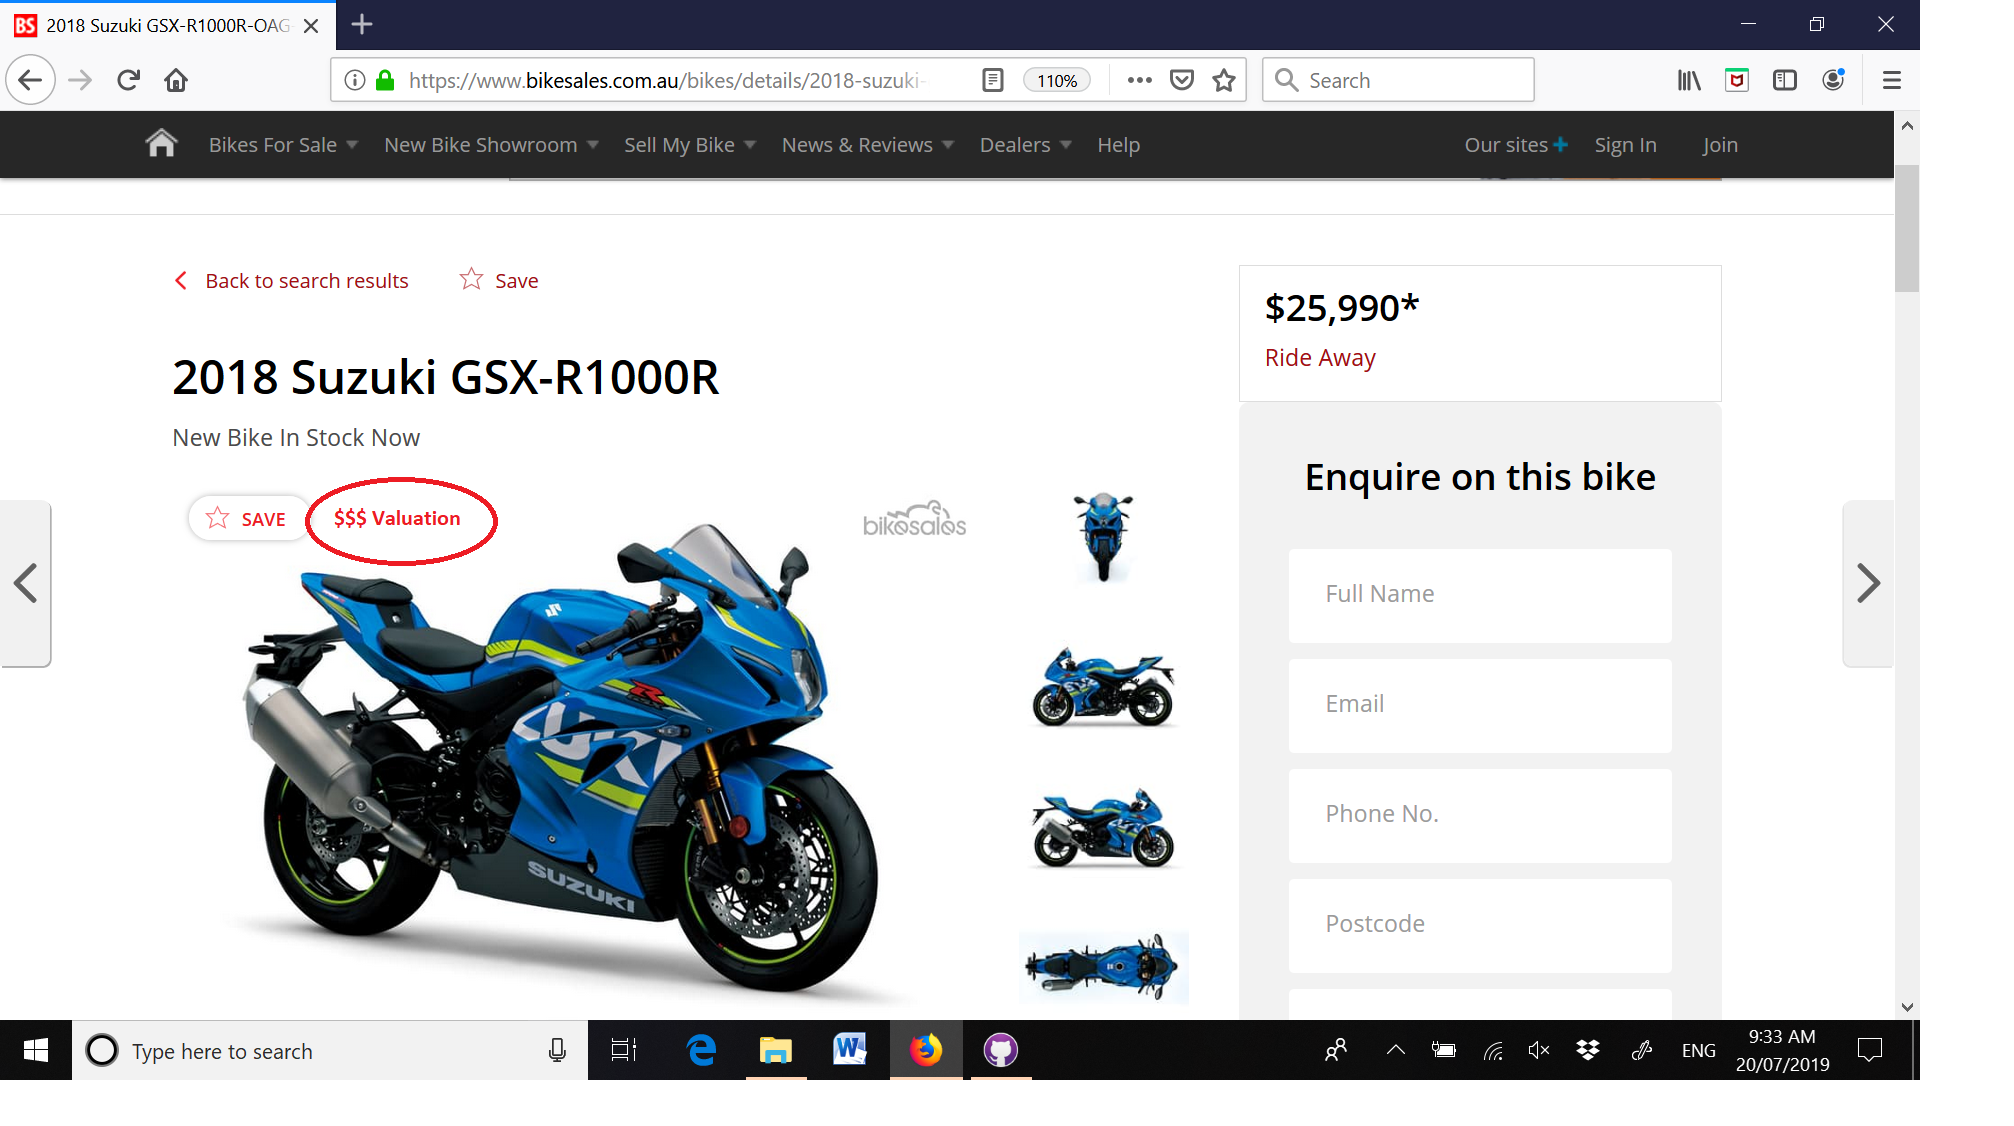 BS 2018 Suzuki GSX-R1000R-OAG-
https://www.bikesales.com.au/bikes/details/2018-suzuki-
110%
Search
Bikes For Sale New Bike Showroom Sell My Bike News & Reviews Dealers Help Our sites Sign In Join
Back to search results Save
$25,990*
Ride Away
2018 Suzuki GSX-R1000R
New Bike In Stock Now
Enquire on this bike
SAVE $$$ Valuation
bikesales
Full Name
Email
Phone No.
Postcode
R
SUZUKI
Type here to search
W
ENG
9:33 AM
20/07/2019